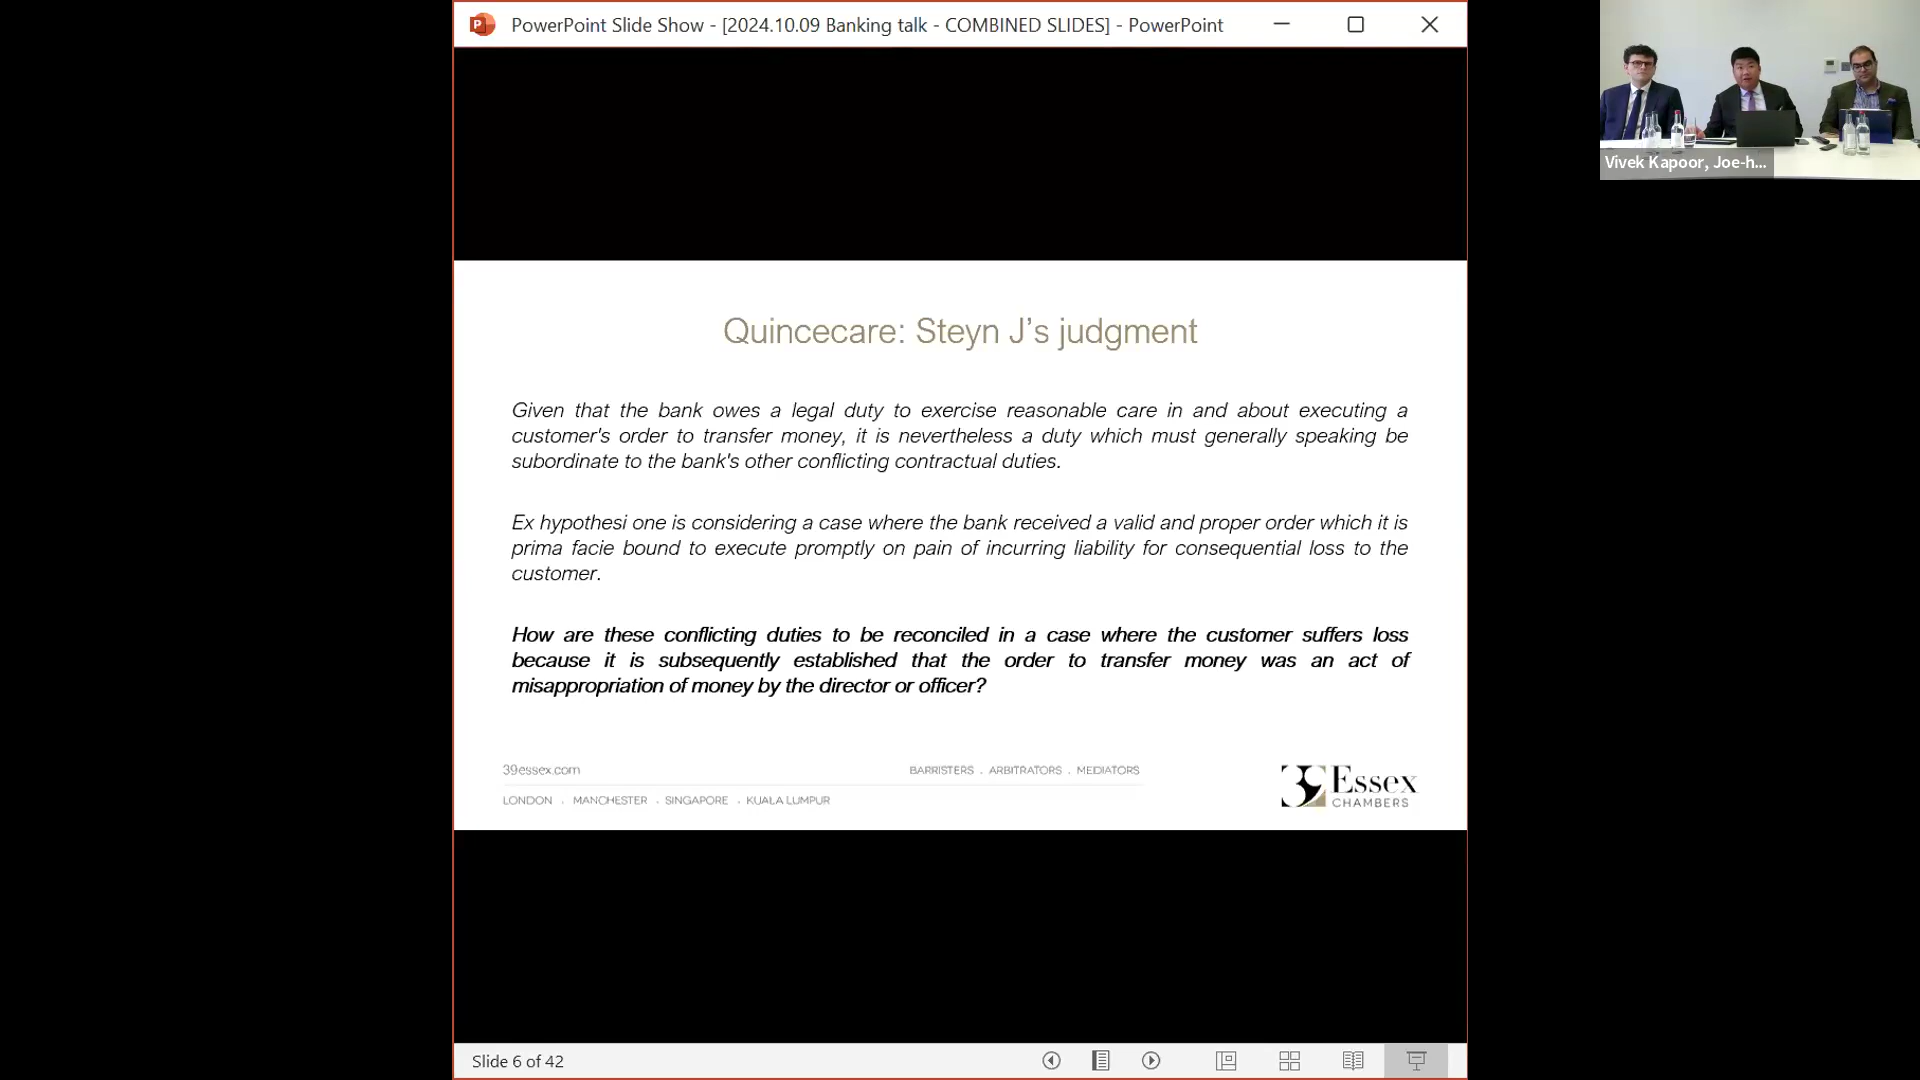 PowerPoint Slide Show - [2024.10.09 Banking talk - COMBINED SLIDES] - PowerPoint
Vivek Kapoor, Joe-h...
Quincecare: Steyn J's judgment
Given that the bank owes a legal duty to exercise reasonable care in and about executing a
customer's order to transfer money, it is nevertheless a duty which must generally speaking be
subordinate to the bank's other conflicting contractual duties.
Ex hypothesi one is considering a case where the bank received a valid and proper order which it is
prima facie bound to execute promptly on pain of incurring liability for consequential loss to the
customer.
How are these conflicting duties to be reconciled in a case where the customer suffers loss
because it is subsequently established that the order to transfer money was an act of
misappropriation of money by the director or officer?
39essex.com
BARRISTERS . ARBITRATORS . MEDIATORS
LONDON . MANCHESTER . SINGAPORE . KUALA LUMPUR
39 Essex
CHAMBERS
Slide 6 of 42